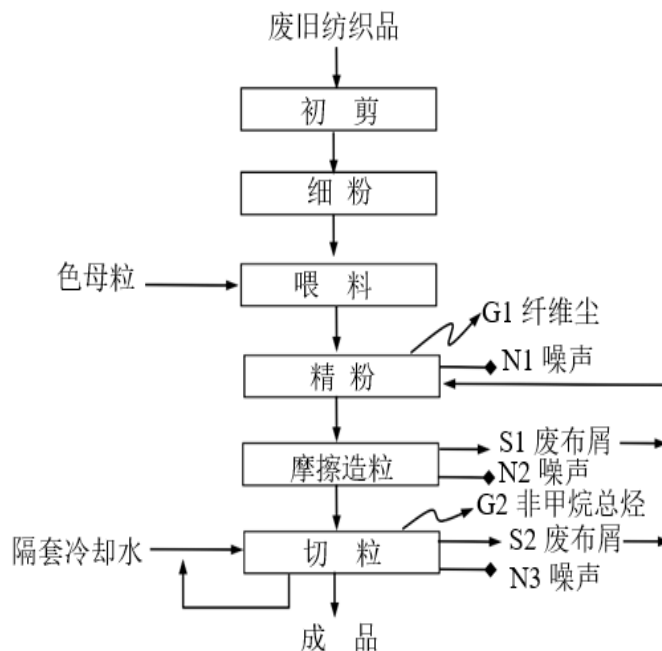 废旧纺织品
初 剪
细 粉
色母粒
喂 料
G1 纤维尘
精 粉
N1 噪声
摩擦造粒
S1 废布屑
N2 噪声
G2 非甲烷总烃
隔套冷却水
切 粒
S2 废布屑
N3 噪声
成 品